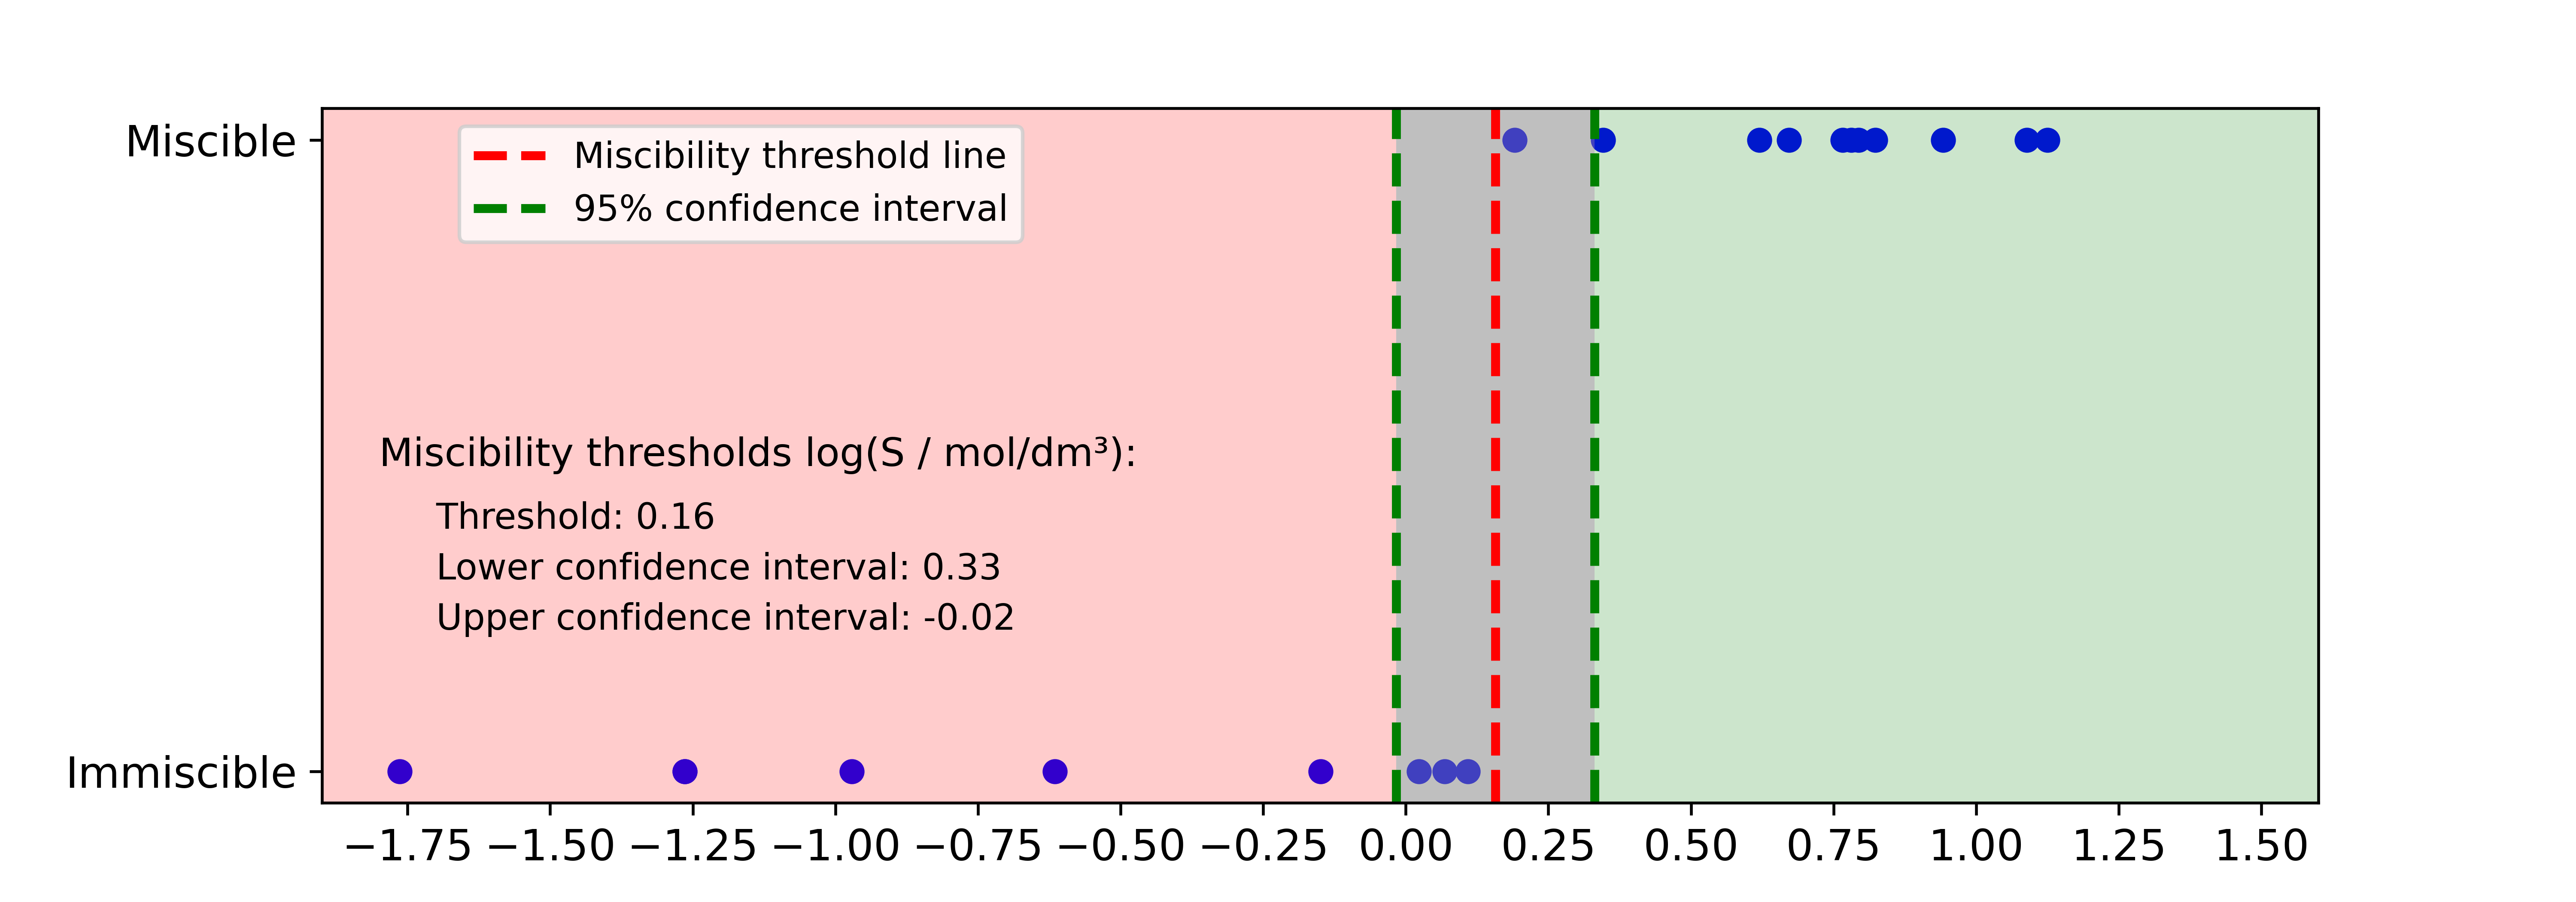 Miscible
Miscibility threshold line
95% confidence interval
Miscibility thresholds log(S / mol/dm³):
Threshold: 0.16
Lower confidence interval: 0.33
Upper confidence interval: -0.02
Immiscible
−1.75 −1.50 −1.25 −1.00 −0.75 −0.50 −0.25 0.00 0.25 0.50 0.75 1.00 1.25 1.50